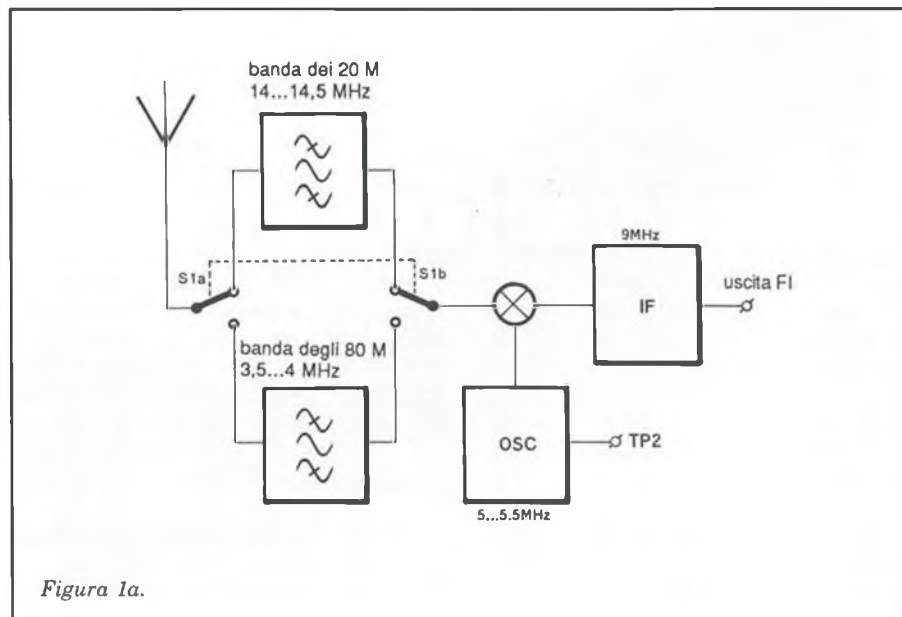 banda dei 20 M
14...14,5 MHz
S1a
S1b
banda degli 80 M
3,5...4 MHz
9MHz
IF
uscita FI
OSC
TP2
5...5.5MHz
Figura 1a.